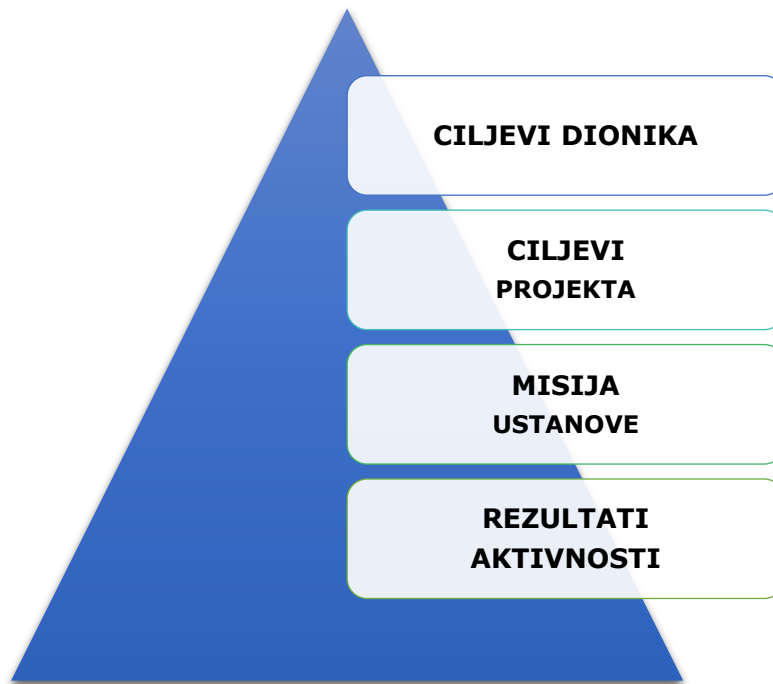 CILJEVI DIONIKA
CILJEVI
PROJEKTA
MISIJA
USTANOVE
REZULTATI
AKTIVNOSTI